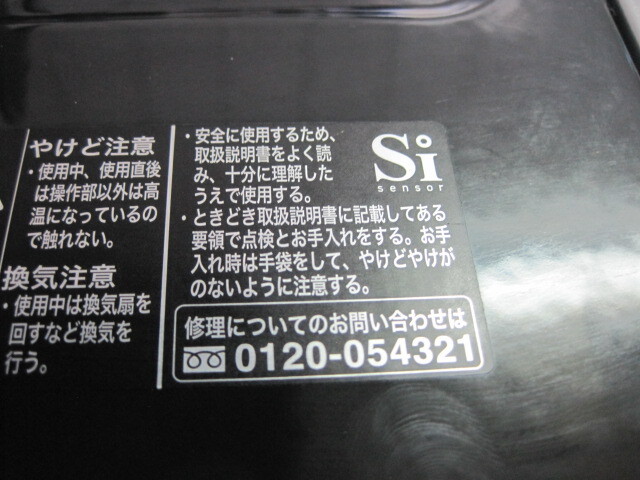 やけど注意
・使用中、使用直後
は操作部以外は高
温になっているの
で触れない。
換気注意
・使用中は換気扇を
回すなど換気を
行う。
・安全に使用するため、
取扱説明書をよく読
み、十分に理解した
うえで使用する。
・ときどき取扱説明書に記載してある
要領で点検とお手入れをする。お手
入れ時は手袋をして、やけどやけが
のないように注意する。
Si
sensor
修理についてのお問い合わせは
0120-054321